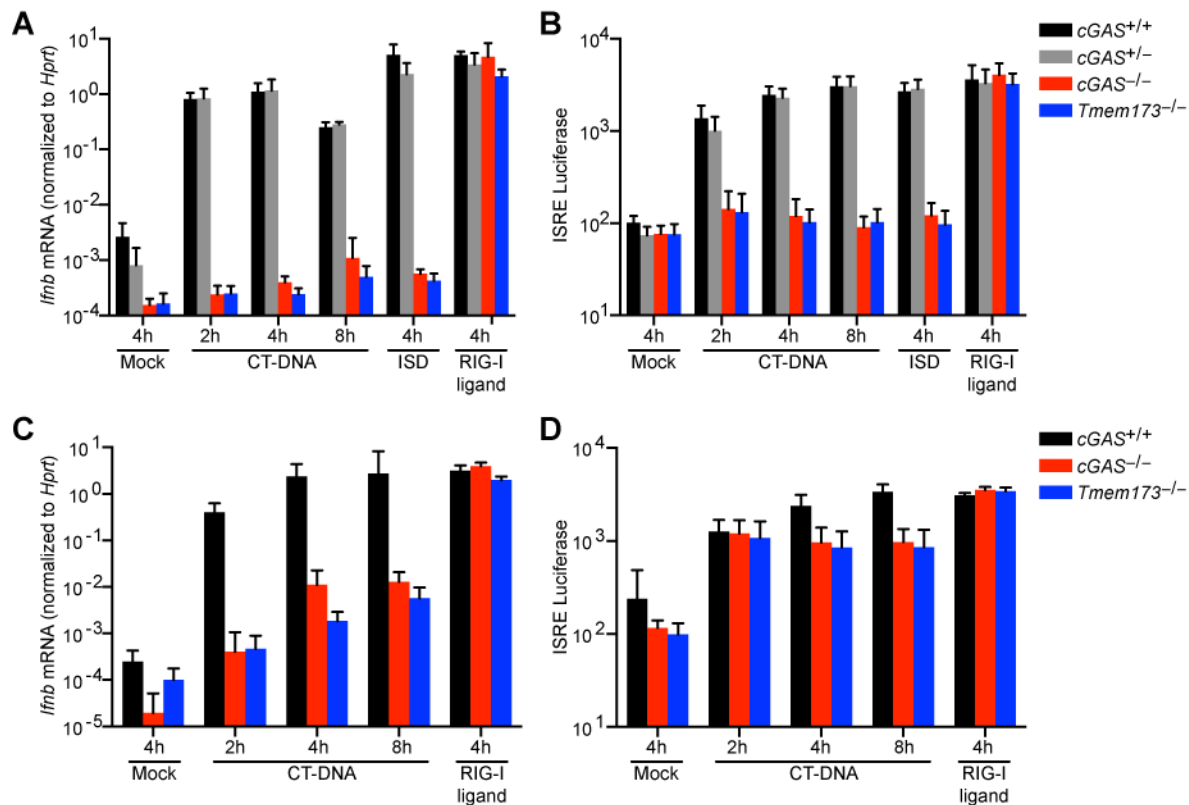 A
Ifnb mRNA (normalized to Hprt)
10^1
10^0
10^-1
10^-2
10^-3
10^-4
4h 2h 4h 8h 4h 4h
Mock CT-DNA ISD RIG-I
ligand
B
ISRE Luciferase
10^4
10^3
10^2
10^1
4h 2h 4h 8h 4h 4h
Mock CT-DNA ISD RIG-I
ligand
cGAS+/+
cGAS+/–
cGAS–/–
Tmem173–/–
C
Ifnb mRNA (normalized to Hprt)
10^1
10^0
10^-1
10^-2
10^-3
10^-4
10^-5
4h 2h 4h 8h 4h
Mock CT-DNA RIG-I
ligand
D
ISRE Luciferase
10^4
10^3
10^2
10^1
4h 2h 4h 8h 4h
Mock CT-DNA RIG-I
ligand
cGAS+/+
cGAS–/–
Tmem173–/–